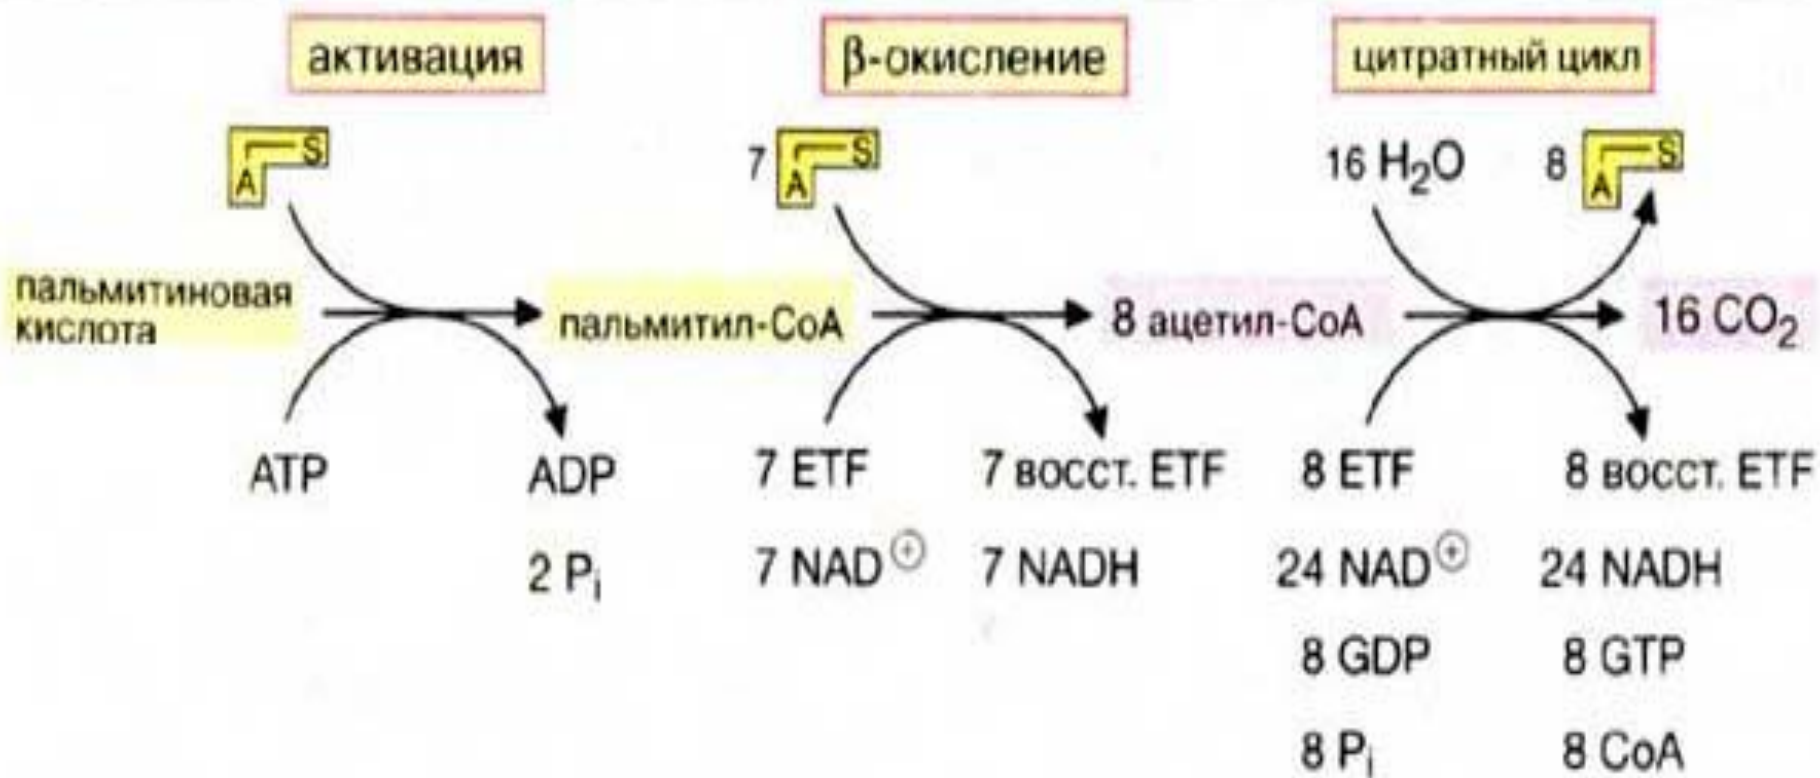 активация
β-окисление
цитратный цикл
S
A
7
S
A
16 H₂O
8
S
A
пальмитиновая
кислота
пальмитил-CoA
8 ацетил-CoA
16 CO₂
ATP
ADP
7 ETF
7 восст. ETF
8 ETF
8 восст. ETF
2 Pᵢ
7 NAD⊕
7 NADH
24 NAD⊕
24 NADH
8 GDP
8 GTP
8 Pᵢ
8 CoA